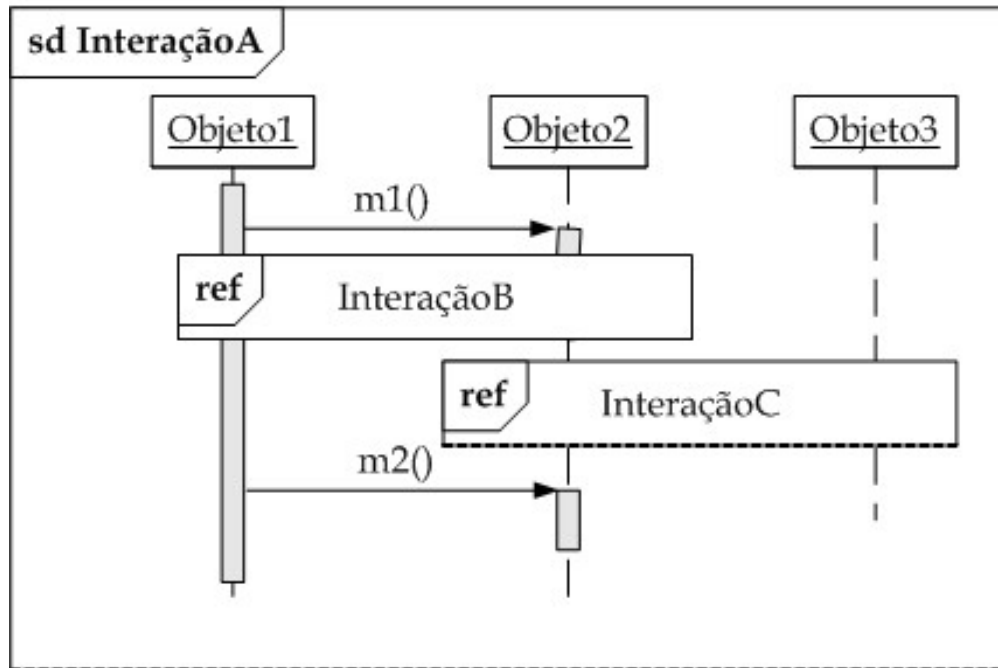 sd InteraçãoA
Objeto1
Objeto2
Objeto3
m1()
ref
InteraçãoB
ref
InteraçãoC
m2()